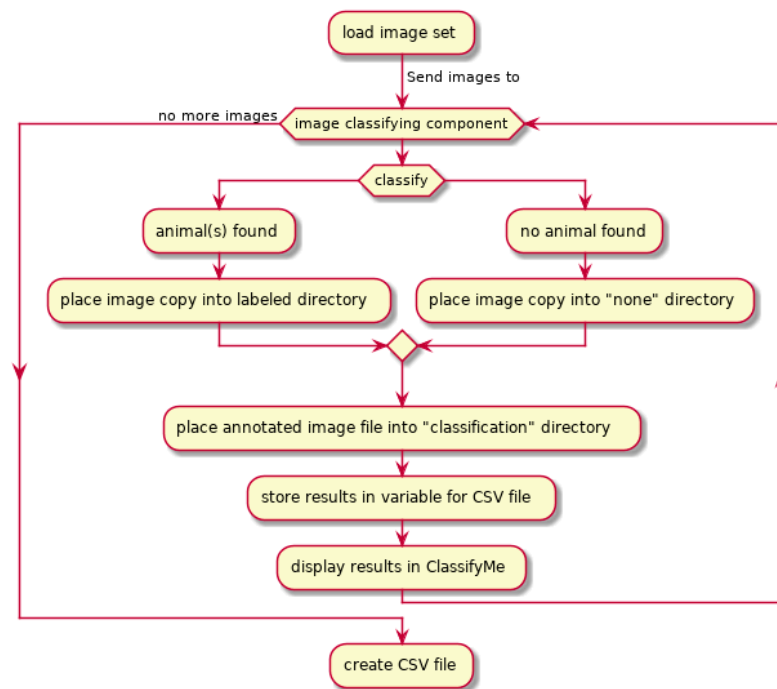 load image set
Send images to
no more images
image classifying component
classify
animal(s) found
no animal found
place image copy into labeled directory
place image copy into "none" directory
place annotated image file into "classification" directory
store results in variable for CSV file
display results in ClassifyMe
create CSV file